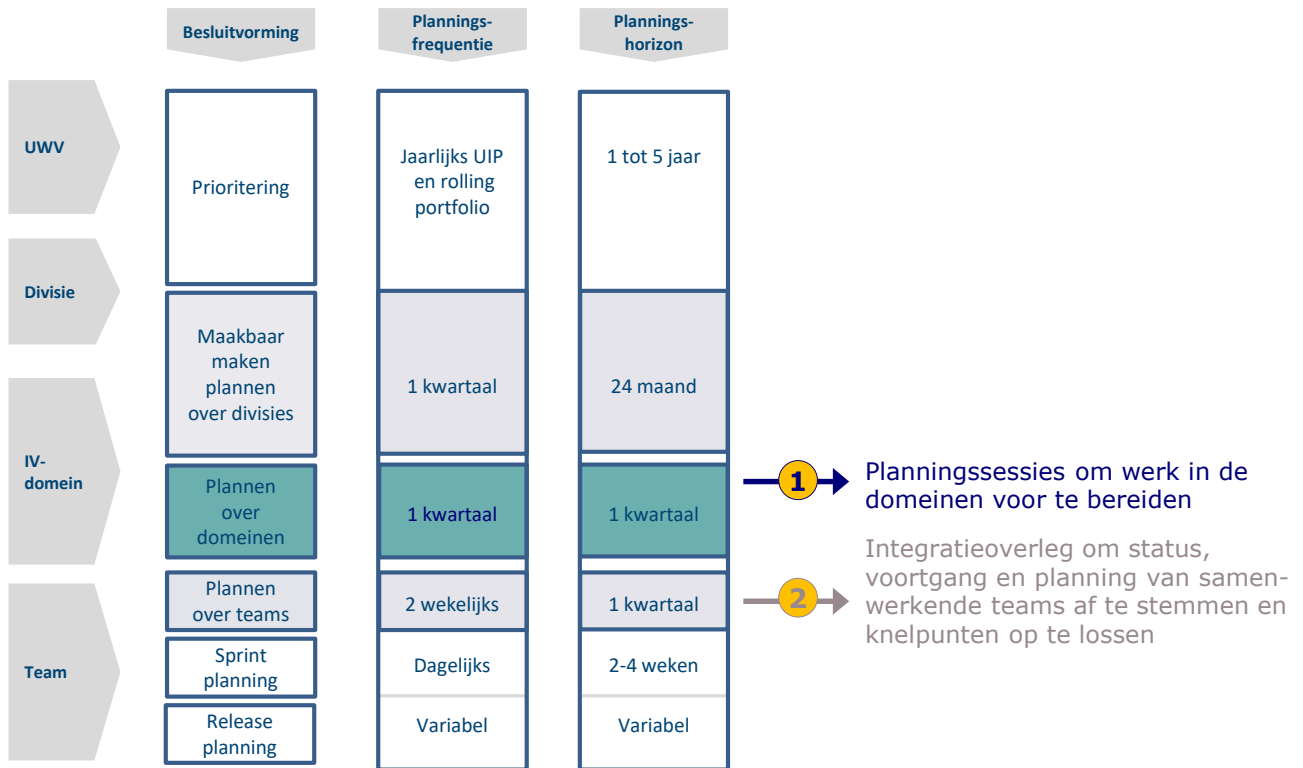 Besluitvorming
Plannings-
frequentie
Plannings-
horizon
UWV
Prioritering
Jaarlijks UIP
en rolling
portfolio
1 tot 5 jaar
Divisie
Maakbaar
maken
plannen
over divisies
1 kwartaal
24 maand
IV-
domein
Plannen
over
domeinen
1 kwartaal
1 kwartaal
1
Planningssessies om werk in de
domeinen voor te bereiden
Plannen
over teams
2 wekelijks
1 kwartaal
2
Integratieoverleg om status,
voortgang en planning van samen-
werkende teams af te stemmen en
knelpunten op te lossen
Team
Sprint
planning
Dagelijks
2-4 weken
Release
planning
Variabel
Variabel